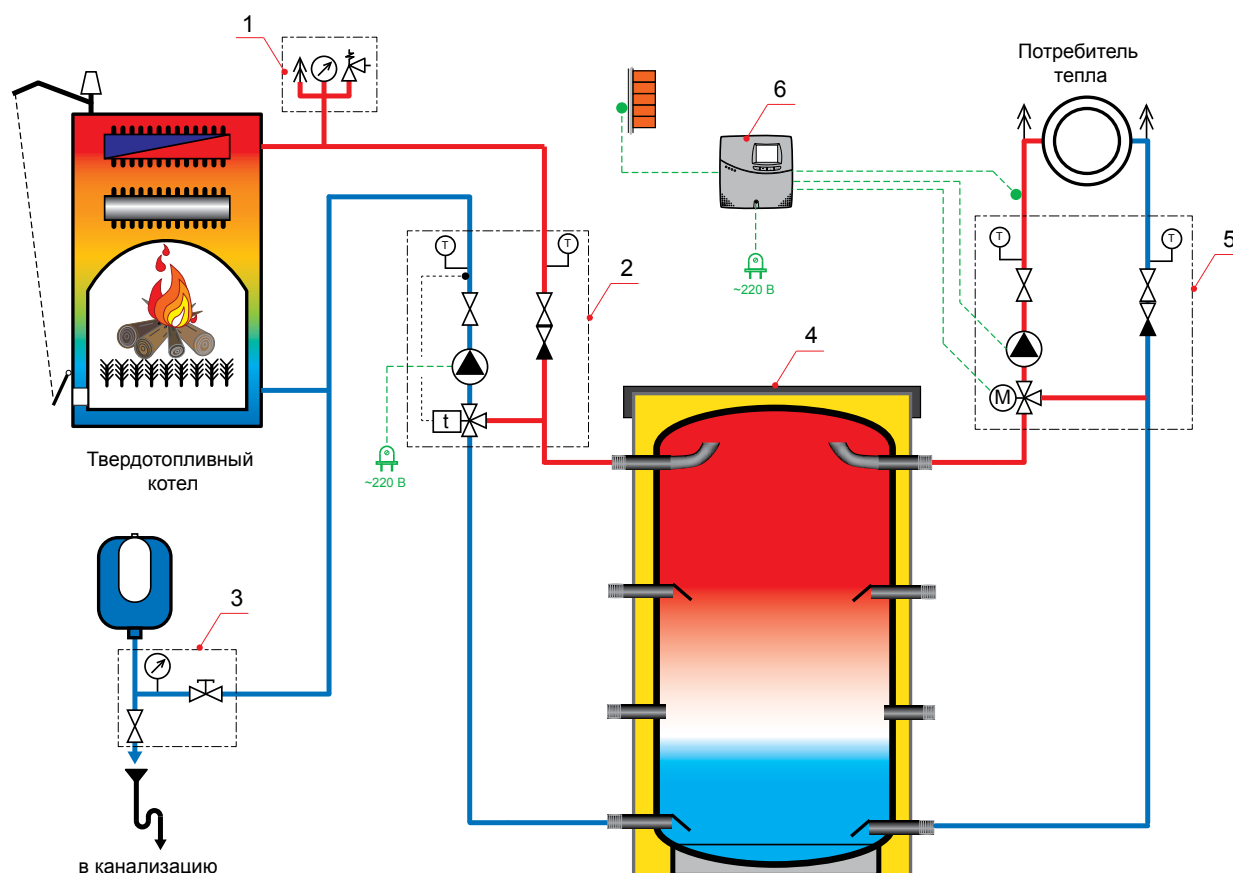 1
Потребитель
тепла
6
T
T
2
~220 В
T
T
5
4
M
t
Твердотопливный
котел
~220 В
3
в канализацию